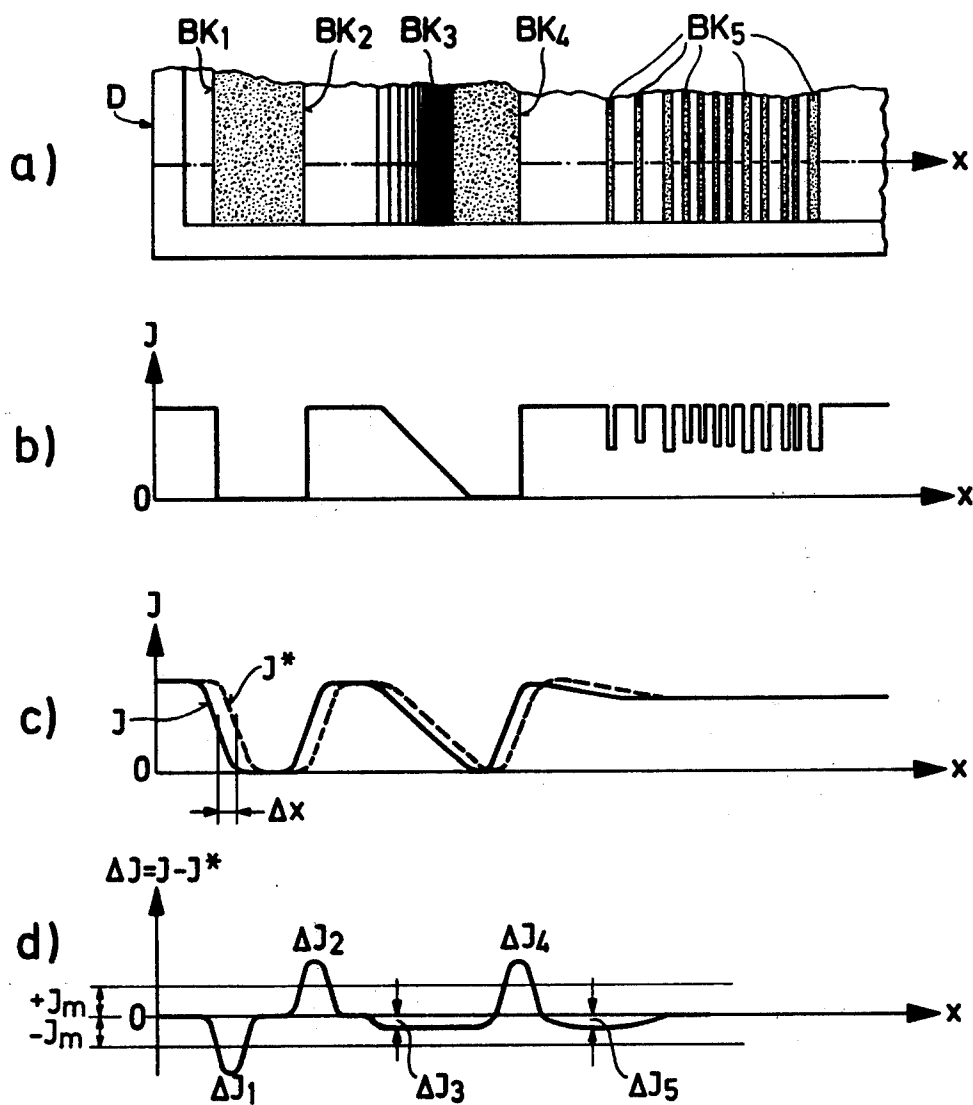 BK1 BK2 BK3 BK4 BK5
D
a) x
J
b)
0 x
J
J*
c) J
0 x
Δx
ΔJ=J-J*
d) ΔJ2 ΔJ4
+Jm
0 x
-Jm
ΔJ1 ΔJ3 ΔJ5